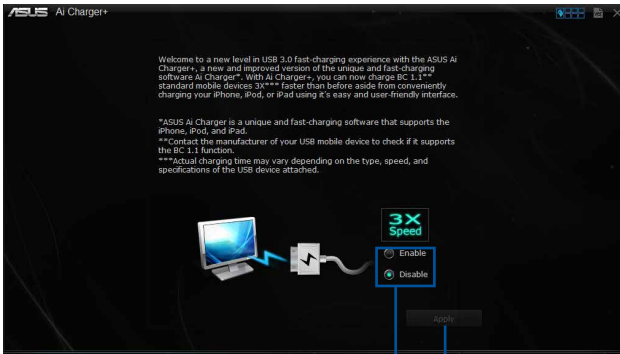 ASUS Ai Charger+
Welcome to a new level in USB 3.0 fast-charging experience with the ASUS Ai
Charger+, a new and improved version of the unique and fast-charging
software Ai Charger*. With Ai Charger+, you can now charge BC 1.1**
standard mobile devices 3X*** faster than before aside from conveniently
charging your iPhone, iPod, or iPad using it's easy and user-friendly interface.
*ASUS Ai Charger is a unique and fast-charging software that supports the
iPhone, iPod, and iPad.
**Contact the manufacturer of your USB mobile device to check if it supports
the BC 1.1 function.
***Actual charging time may vary depending on the type, speed, and
specifications of the USB device attached.
3X
Speed
Enable
Disable
Apply